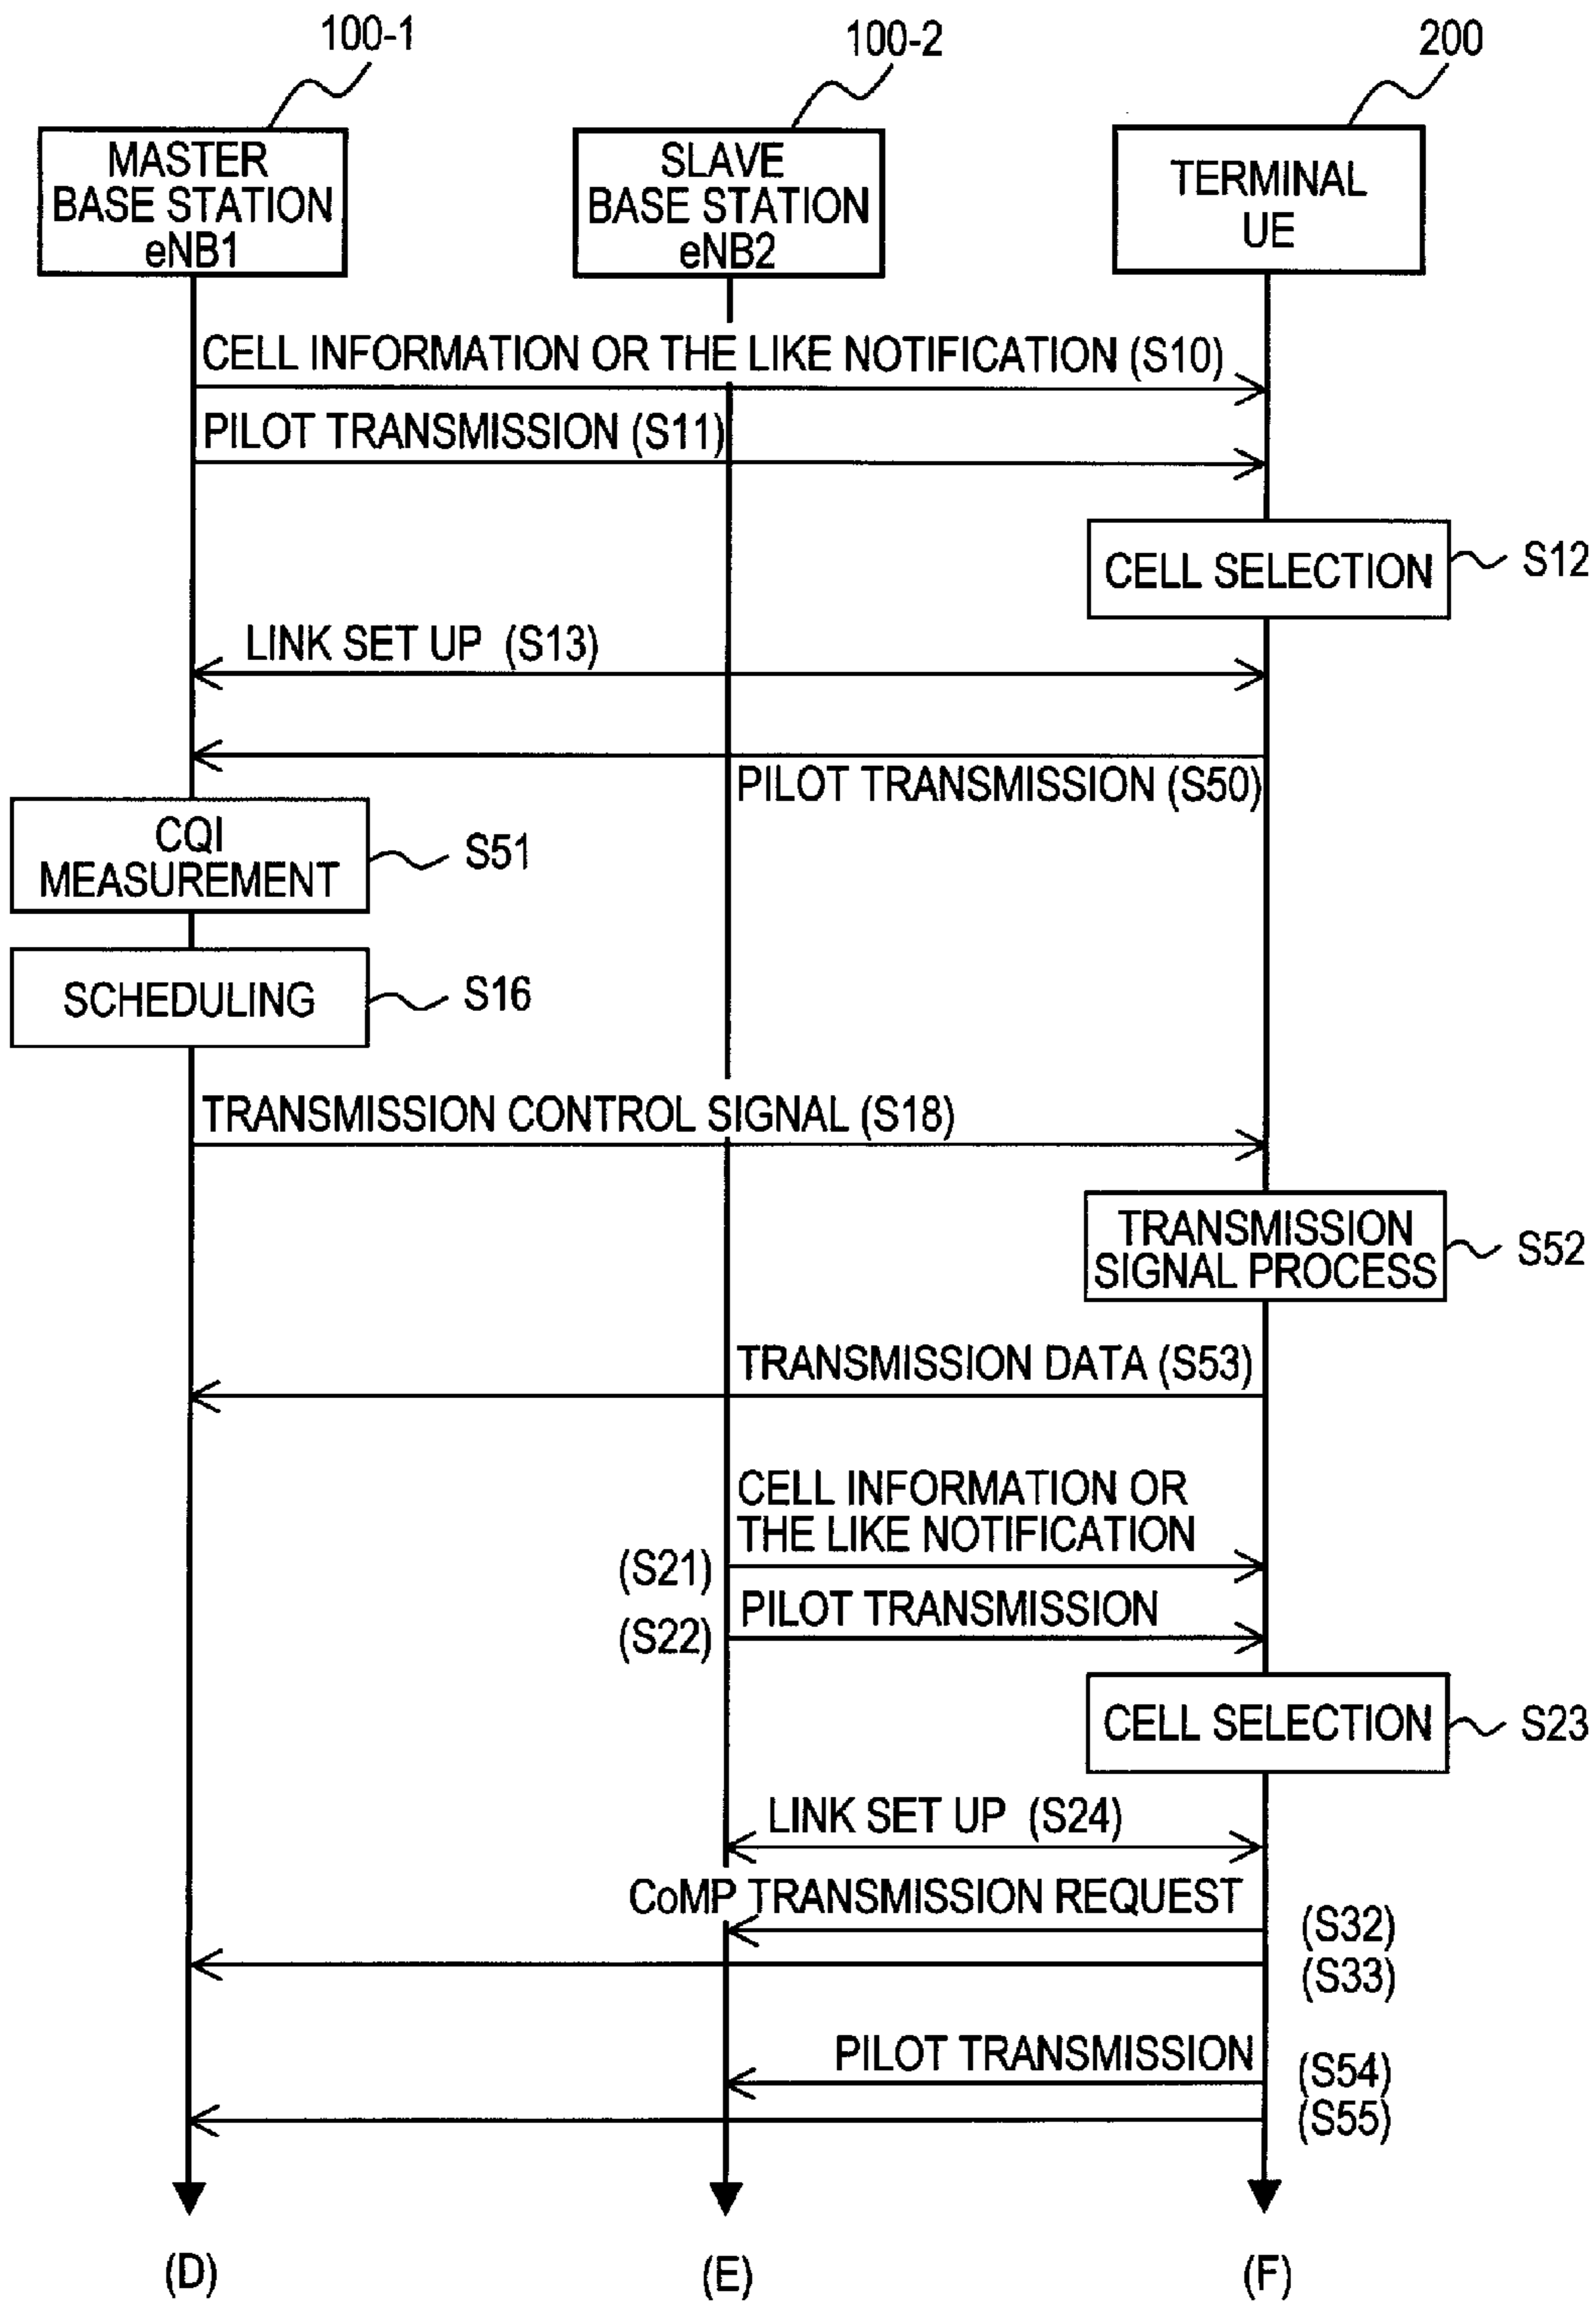 100-1
100-2
200
MASTER
BASE STATION
eNB1
SLAVE
BASE STATION
eNB2
TERMINAL
UE
CELL INFORMATION OR THE LIKE NOTIFICATION (S10)
PILOT TRANSMISSION (S11)
CELL SELECTION
S12
LINK SET UP (S13)
PILOT TRANSMISSION (S50)
CQI
MEASUREMENT
S51
SCHEDULING
S16
TRANSMISSION CONTROL SIGNAL (S18)
TRANSMISSION
SIGNAL PROCESS
S52
TRANSMISSION DATA (S53)
CELL INFORMATION OR
THE LIKE NOTIFICATION
(S21)
PILOT TRANSMISSION
(S22)
CELL SELECTION
S23
LINK SET UP (S24)
CoMP TRANSMISSION REQUEST
(S32)
(S33)
PILOT TRANSMISSION
(S54)
(S55)
(D)
(E)
(F)